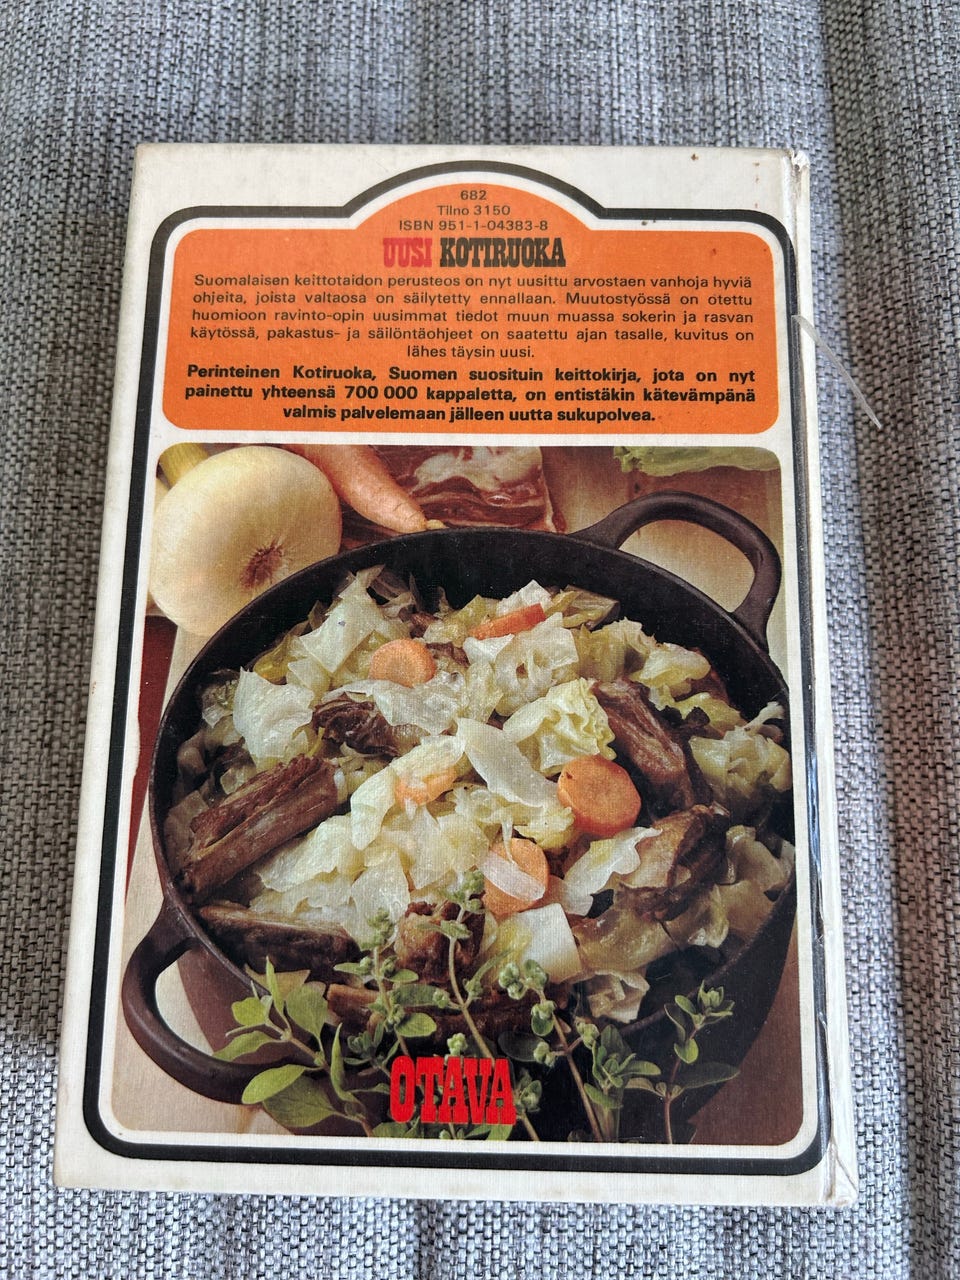 682
Tilno 3150
ISBN 951-1-04383-8
UUSI KOTIRUOKA
Suomalaisen keittotaidon perusteos on nyt uusittu arvostaen vanhoja hyviä
ohjeita, joista valtaosa on säilytetty ennallaan. Muutostyössä on otettu
huomioon ravinto-opin uusimmat tiedot muun muassa sokerin ja rasvan
käytössä, pakastus- ja säilöntäohjeet on saatettu ajan tasalle, kuvitus on
lähes täysin uusi.
Perinteinen Kotiruoka, Suomen suosituin keittokirja, jota on nyt
painettu yhteensä 700 000 kappaletta, on entistäkin kätevämpänä
valmis palvelemaan jälleen uutta sukupolvea.
OTAVA